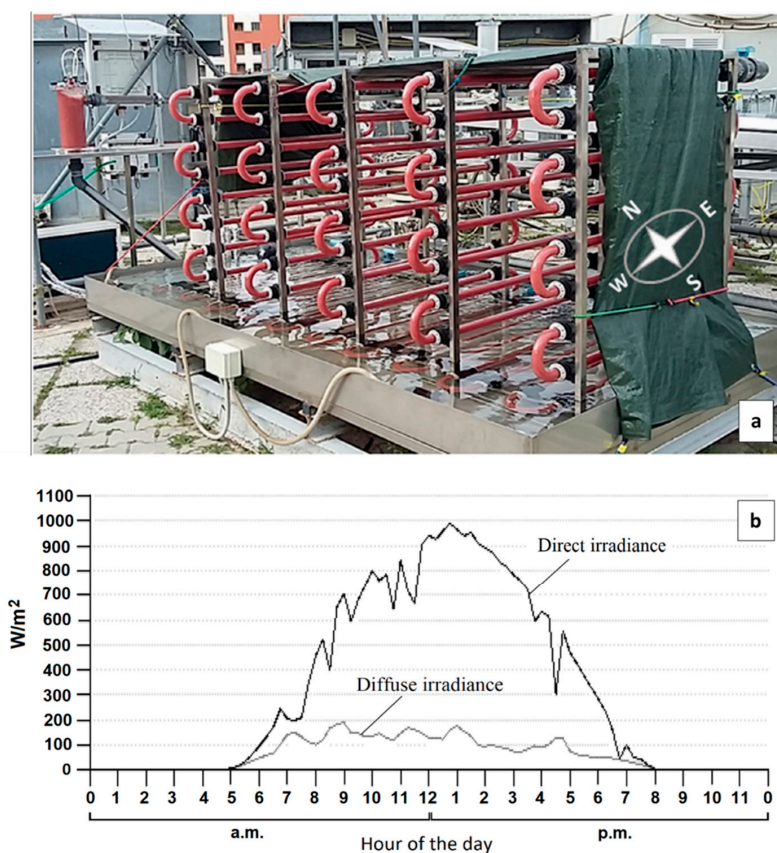 N
E
W
S
a
b
1100
1000
900
800
700
600
500
400
300
200
100
0
W/m²
Direct irradiance
Diffuse irradiance
0 1 2 3 4 5 6 7 8 9 10 11 12 1 2 3 4 5 6 7 8 9 10 11 0
a.m. p.m.
Hour of the day